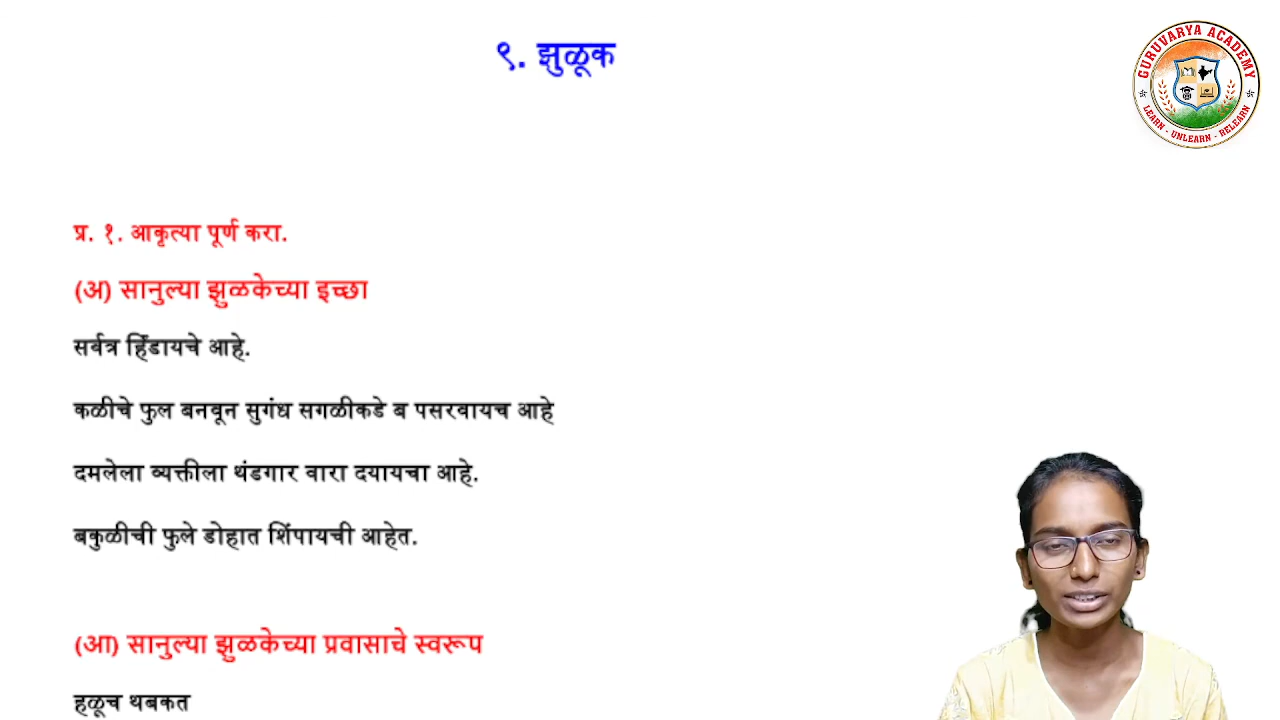 ९. झुळूक
GURUVARYA ACADEMY
LEARN - UNLEARN - RELEARN
प्र. १. आकृत्या पूर्ण करा.
(अ) सानुल्या झुळकेच्या इच्छा
सर्वत्र हिंडायचे आहे.
कळीचे फुल बनवून सुगंध सगळीकडे ब पसरवायच आहे
दमलेला व्यक्तीला थंडगार वारा दयायचा आहे.
बकुळीची फुले डोहात शिंपायची आहेत.
(आ) सानुल्या झुळकेच्या प्रवासाचे स्वरूप
हळूच थबकत